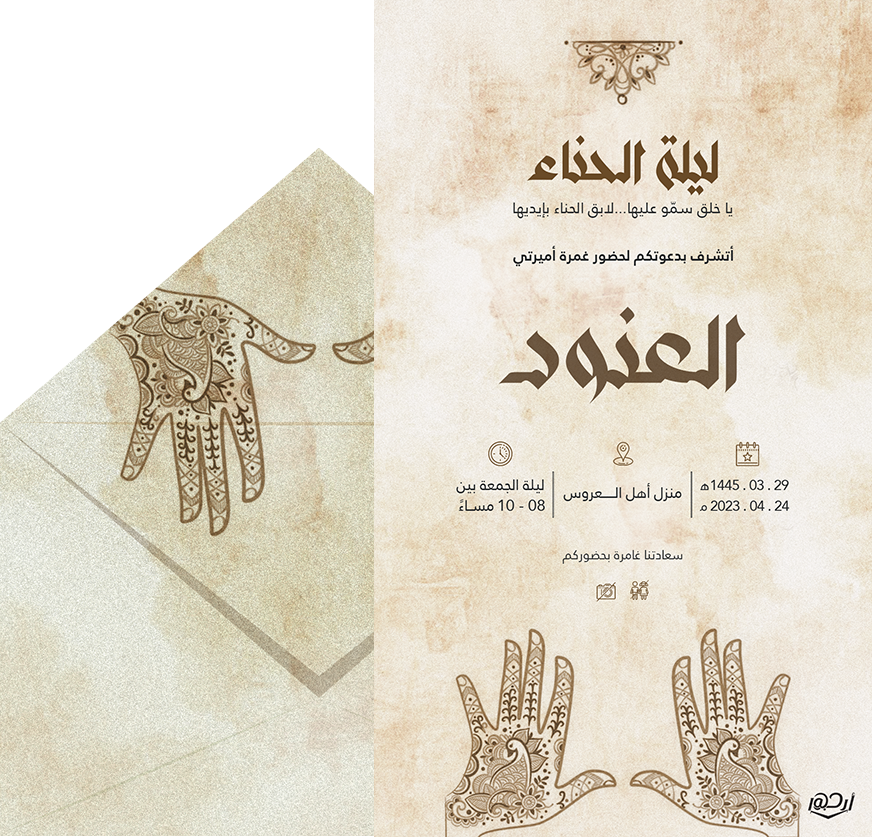 ليلة الحناء
يا خلق سمّو عليها...لابق الحناء بإيديها
أتشرف بدعوتكم لحضور غمرة أميرتي
العنود
29 . 03 . 1445هـ
24 . 04 . 2023 م
منزل أهل الـــعروس
ليلة الجمعة بين
08 - 10 مساءً
سعادتنا غامرة بحضوركم